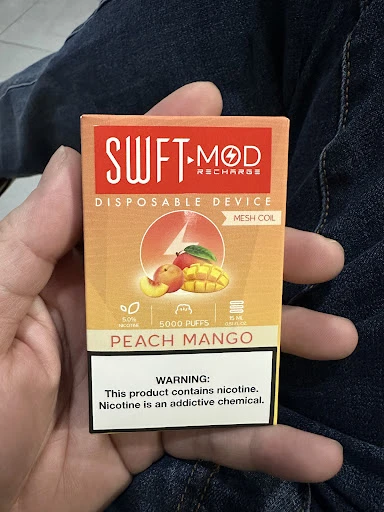 SWFT MOD
RECHARGE
DISPOSABLE DEVICE
MESH COIL
5.0%
NICOTINE
5000 PUFFS
15 ML
PEACH MANGO
WARNING:
This product contains nicotine.
Nicotine is an addictive chemical.